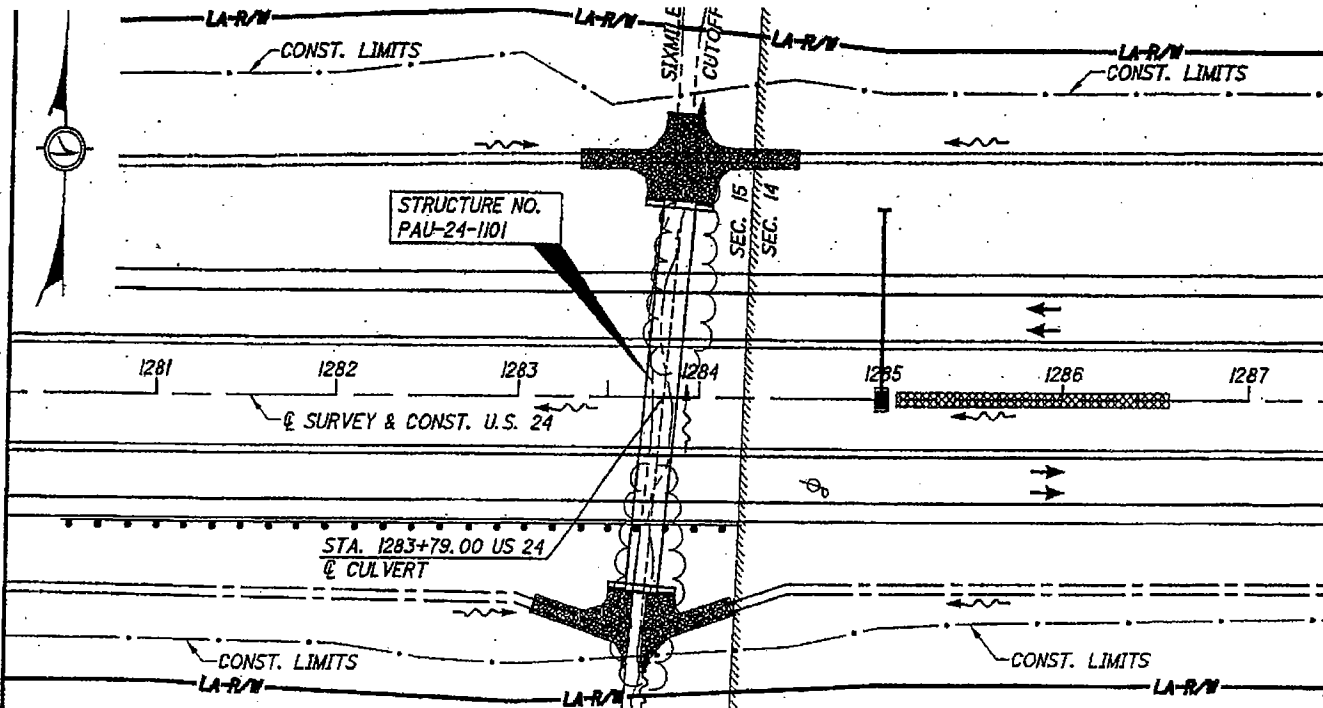 LA-R/W
LA-R/W
LA-R/W
LA-R/W
CONST. LIMITS
SIXMILE
CUTOFF
CONST. LIMITS
STRUCTURE NO.
PAU-24-1101
SEC. 15
SEC. 14
1281
1282
1283
1284
1285
1286
1287
℄ SURVEY & CONST. U.S. 24
STA. 1283+79.00 US 24
℄ CULVERT
CONST. LIMITS
CONST. LIMITS
LA-R/W
LA-R/W
LA-R/W